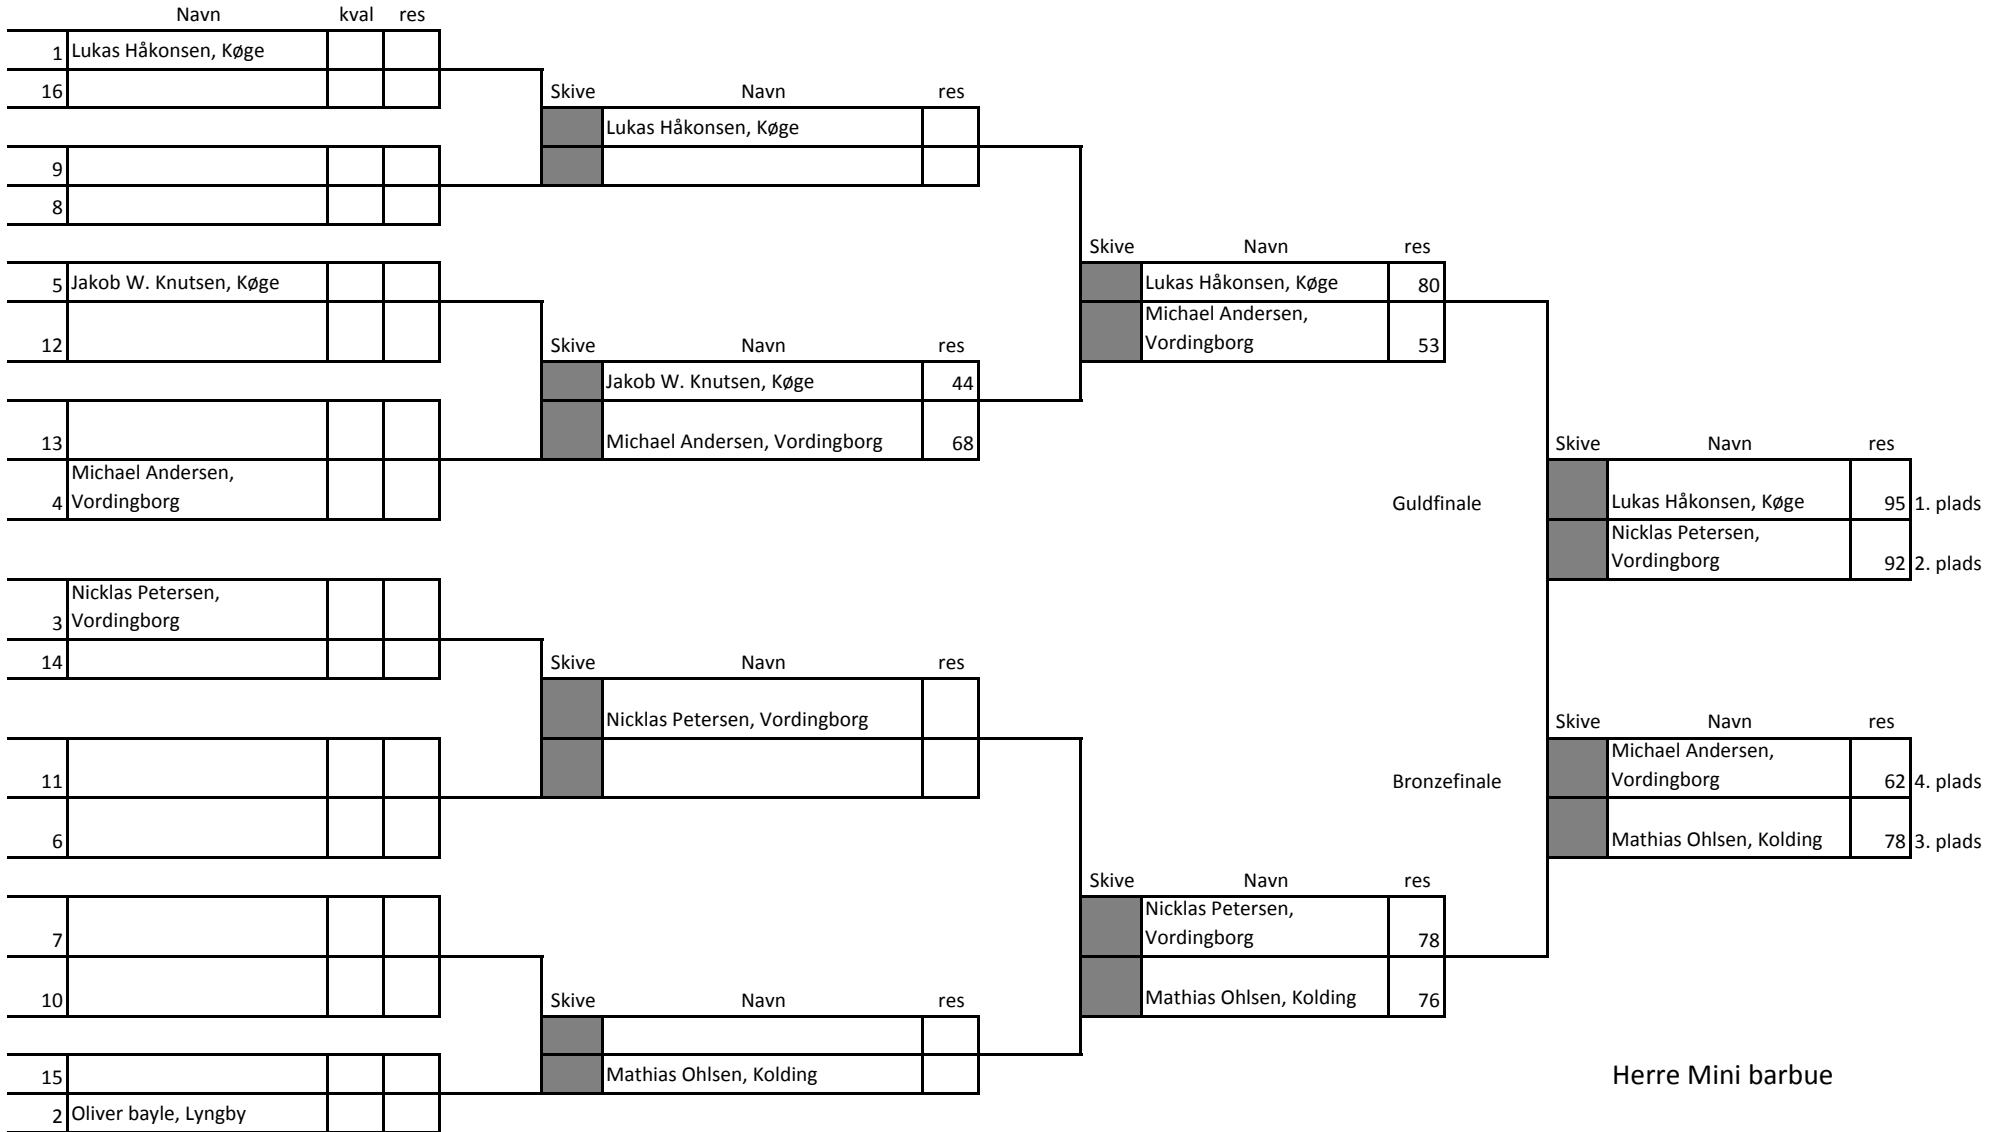 Navn kval res
1 Lukas Håkonsen, Køge
16
Skive Navn res
Lukas Håkonsen, Køge
9
8
Skive Navn res
5 Jakob W. Knutsen, Køge
Lukas Håkonsen, Køge 80
Michael Andersen,
Vordingborg 53
12
Skive Navn res
Jakob W. Knutsen, Køge 44
13
Michael Andersen, Vordingborg 68
Skive Navn res
Michael Andersen,
4 Vordingborg
Guldfinale
Lukas Håkonsen, Køge 95 1. plads
Nicklas Petersen,
Vordingborg 92 2. plads
Nicklas Petersen,
3 Vordingborg
14
Skive Navn res
Nicklas Petersen, Vordingborg
Skive Navn res
Michael Andersen,
Vordingborg 62 4. plads
11
Bronzefinale
6
Mathias Ohlsen, Kolding 78 3. plads
Skive Navn res
Nicklas Petersen,
Vordingborg 78
7
10
Skive Navn res
Mathias Ohlsen, Kolding 76
15
Mathias Ohlsen, Kolding
Herre Mini barbue
2 Oliver bayle, Lyngby